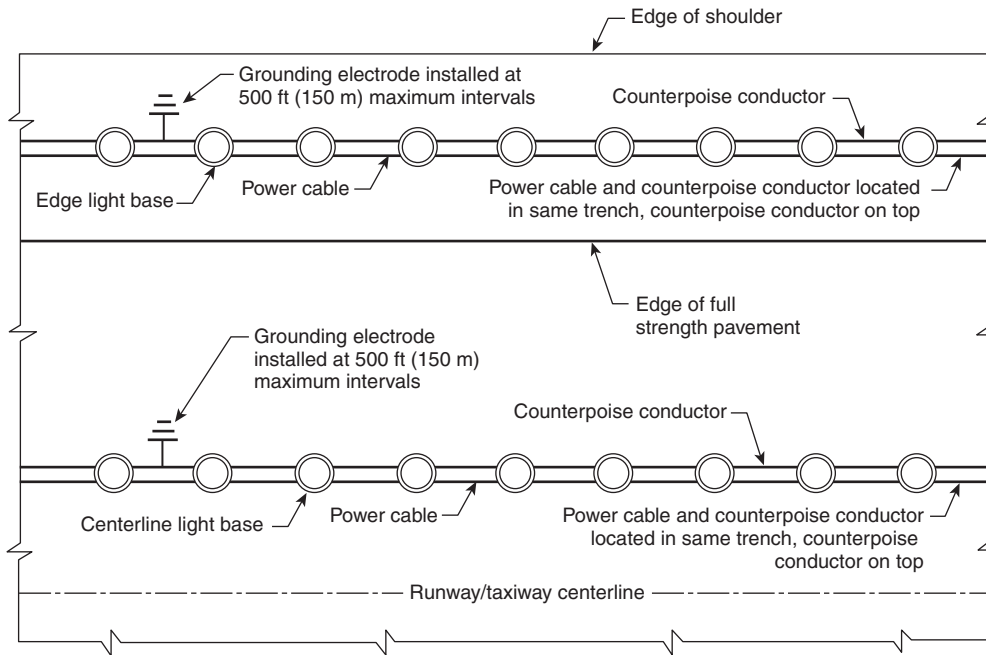 Edge of shoulder
Grounding electrode installed at
500 ft (150 m) maximum intervals
Counterpoise conductor
Edge light base
Power cable
Power cable and counterpoise conductor located
in same trench, counterpoise conductor on top
Edge of full
strength pavement
Grounding electrode
installed at 500 ft (150 m)
maximum intervals
Counterpoise conductor
Centerline light base
Power cable
Power cable and counterpoise conductor
located in same trench, counterpoise
conductor on top
Runway/taxiway centerline